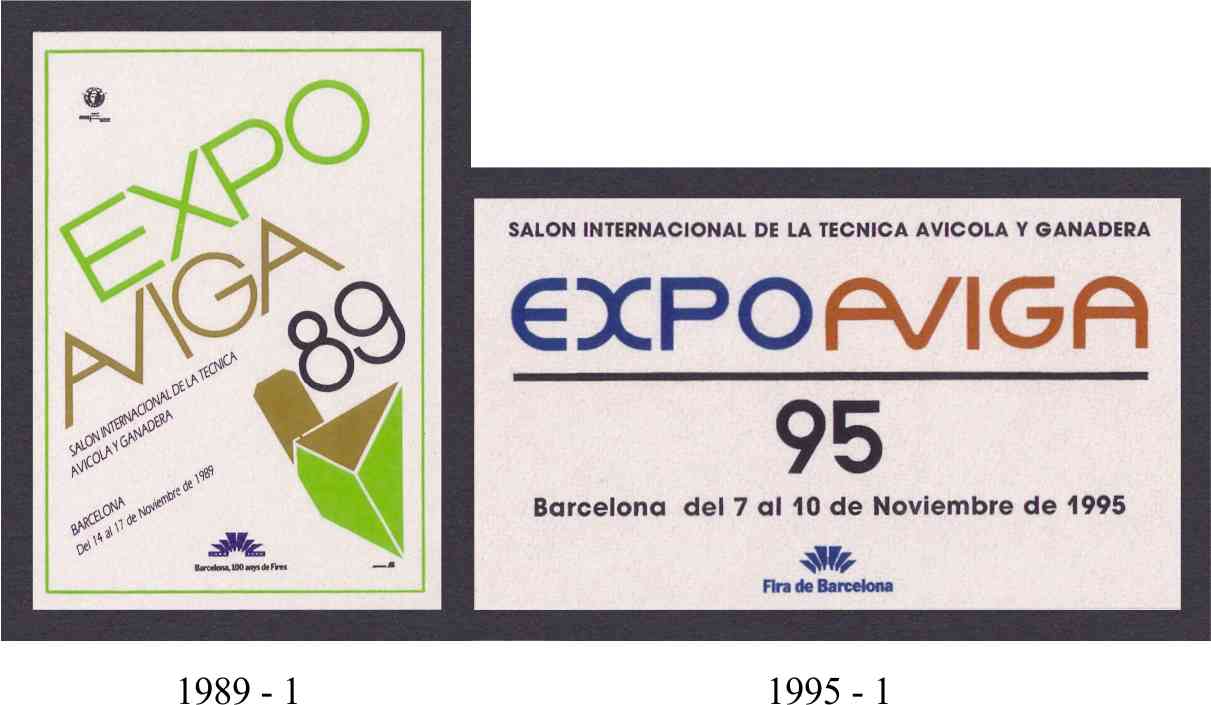 EXPO
AVIGA
89
SALON INTERNACIONAL DE LA TECNICA
AVICOLA Y GANADERA
BARCELONA
Del 14 al 17 de Noviembre de 1989
Barcelona, 100 anys de Fires
SALON INTERNACIONAL DE LA TECNICA AVICOLA Y GANADERA
EXPOAVIGA
95
Barcelona del 7 al 10 de Noviembre de 1995
Fira de Barcelona
1989 - 1
1995 - 1